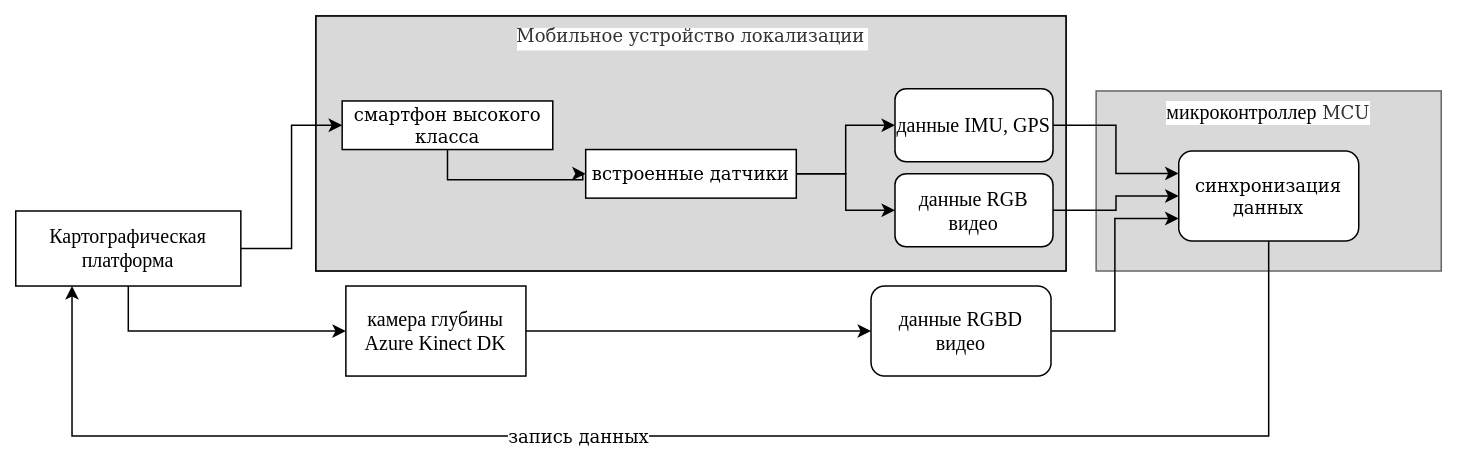 Мобильное устройство локализации
смартфон высокого
класса
встроенные датчики
данные IMU, GPS
данные RGB
видео
микроконтроллер MCU
синхронизация
данных
Картографическая
платформа
камера глубины
Azure Kinect DK
данные RGBD
видео
запись данных